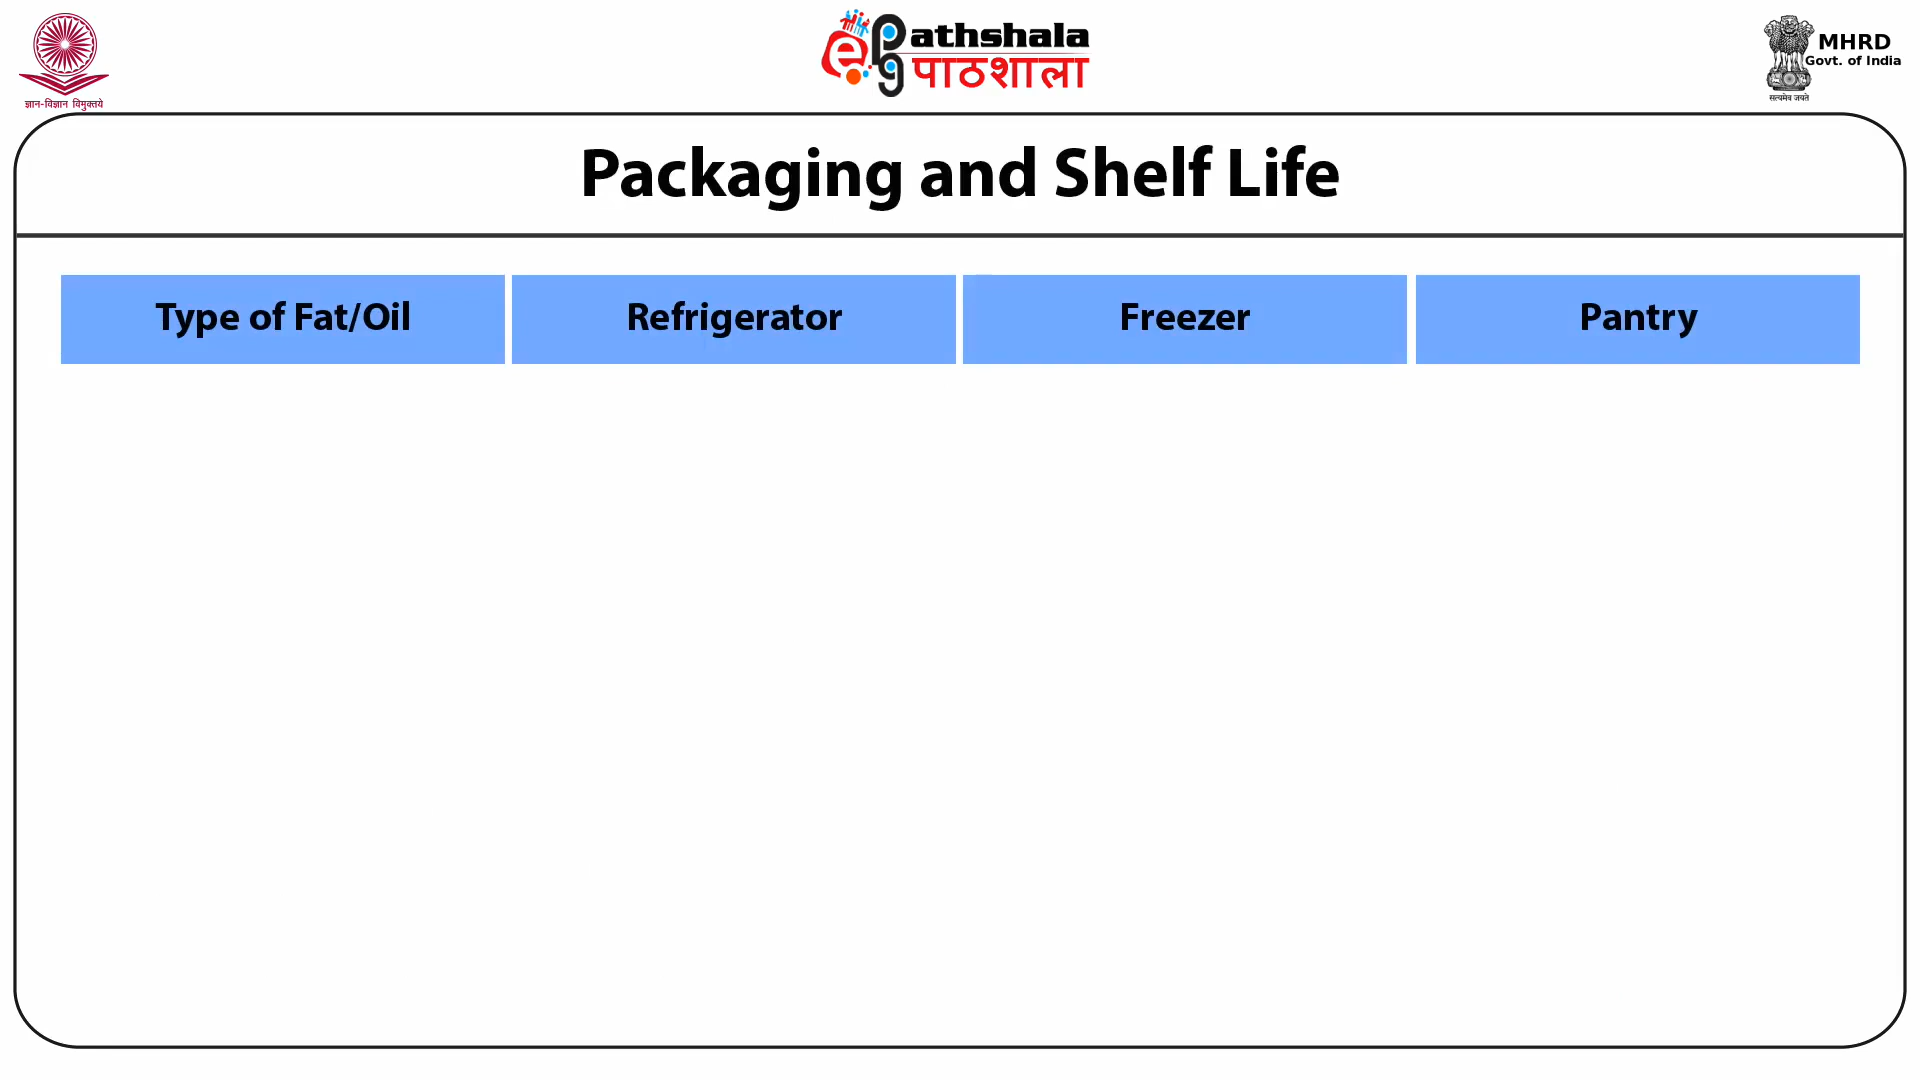 ज्ञान-विज्ञान विमुक्तये
ePG athshala
पाठशाला
MHRD
Govt. of India
सत्यमेव जयते
Packaging and Shelf Life
Type of Fat/Oil
Refrigerator
Freezer
Pantry